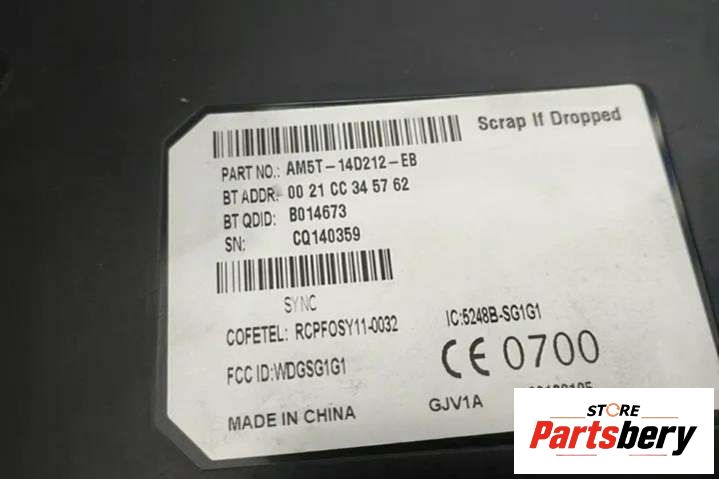 Scrap If Dropped
PART NO.: AM5T-14D212-EB
BT ADDR: 00 21 CC 34 57 62
BT QDID: B014673
SN: CQ140359
SYNC
COFETEL: RCPFOSY11-0032
IC:5248B-SG1G1
FCC ID:WDGSG1G1
CE 0700
MADE IN CHINA
GJV1A
STORE
Partsbery